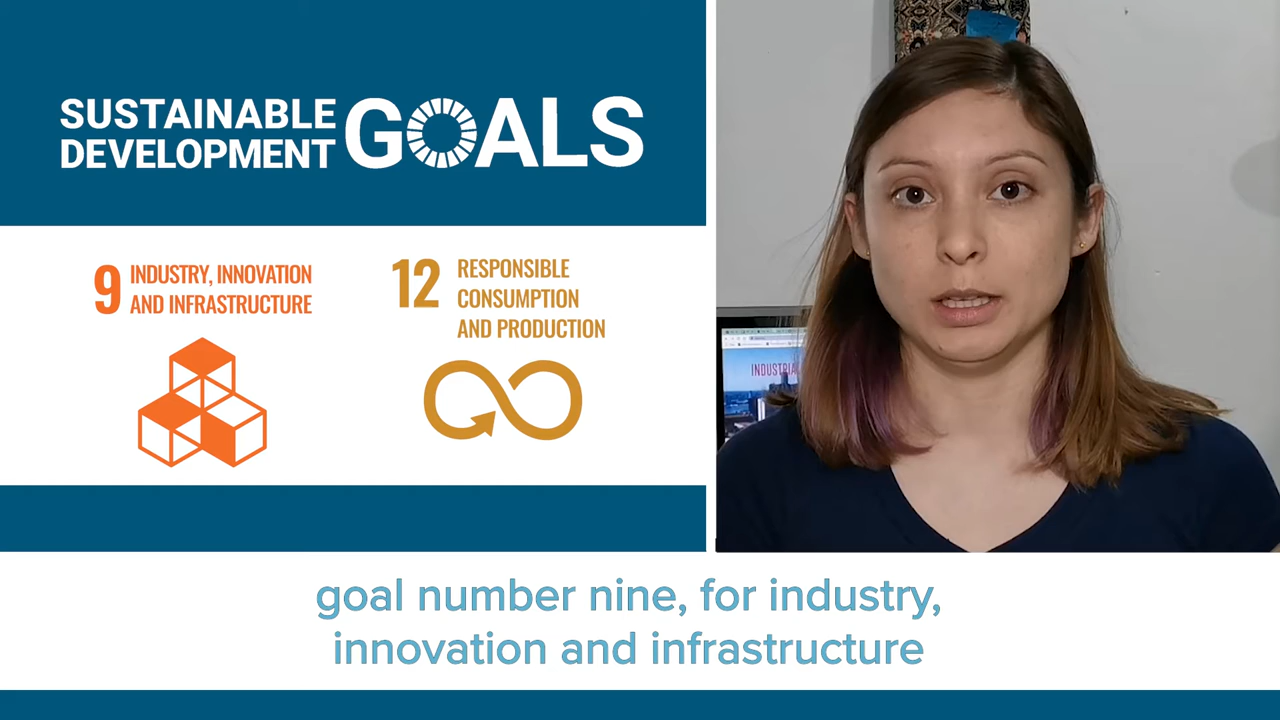 SUSTAINABLE
DEVELOPMENT
GOALS
9
INDUSTRY, INNOVATION
AND INFRASTRUCTURE
12
RESPONSIBLE
CONSUMPTION
AND PRODUCTION
goal number nine, for industry,
innovation and infrastructure